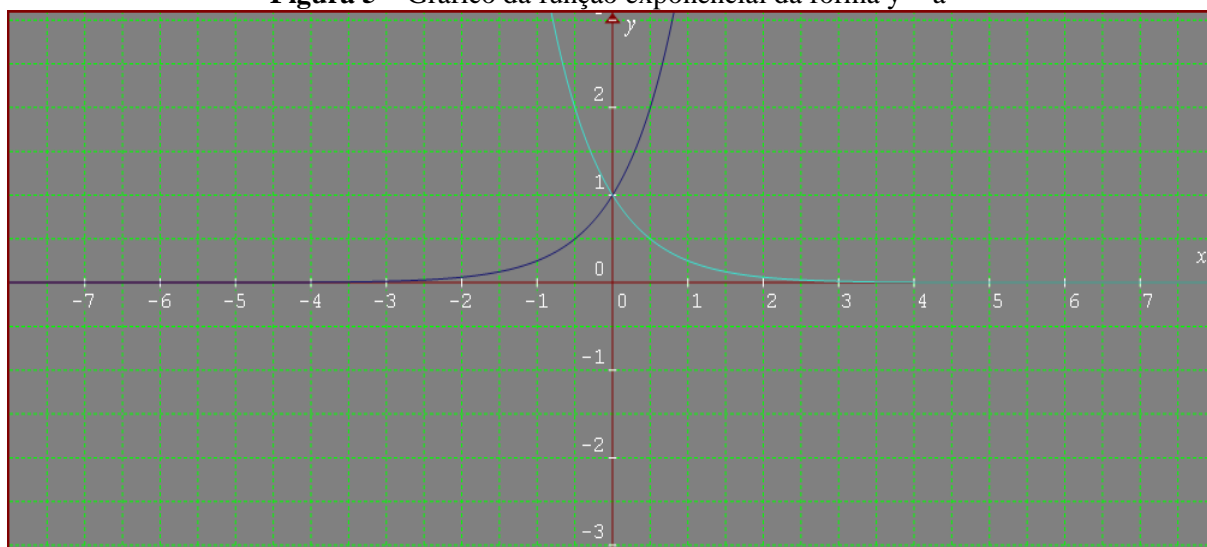 Figura 3 – Gráfico da função exponencial da forma y = a
y
2
1
0
x
-7 -6 -5 -4 -3 -2 -1 0 1 2 3 4 5 6 7
-1
-2
-3